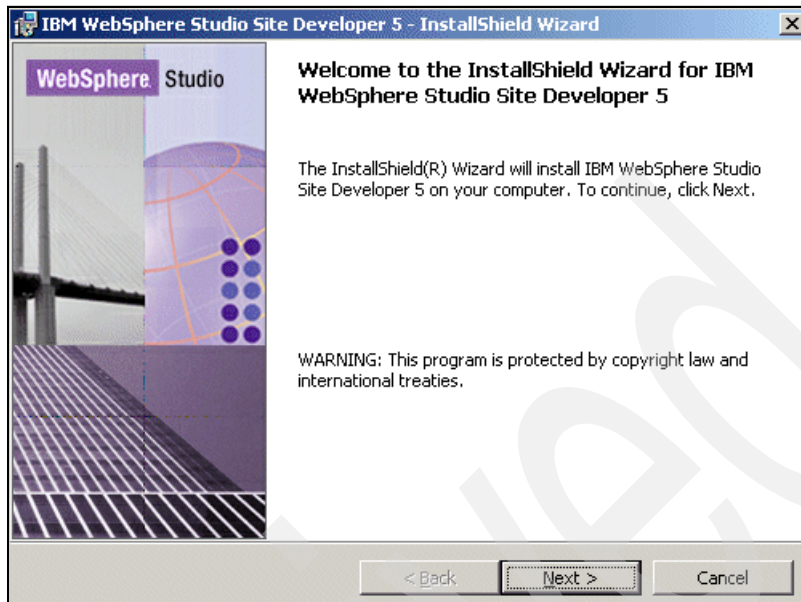 IBM WebSphere Studio Site Developer 5 - InstallShield Wizard
WebSphere. Studio
Welcome to the InstallShield Wizard for IBM
WebSphere Studio Site Developer 5
The InstallShield(R) Wizard will install IBM WebSphere Studio
Site Developer 5 on your computer. To continue, click Next.
WARNING: This program is protected by copyright law and
international treaties.
< Back Next > Cancel